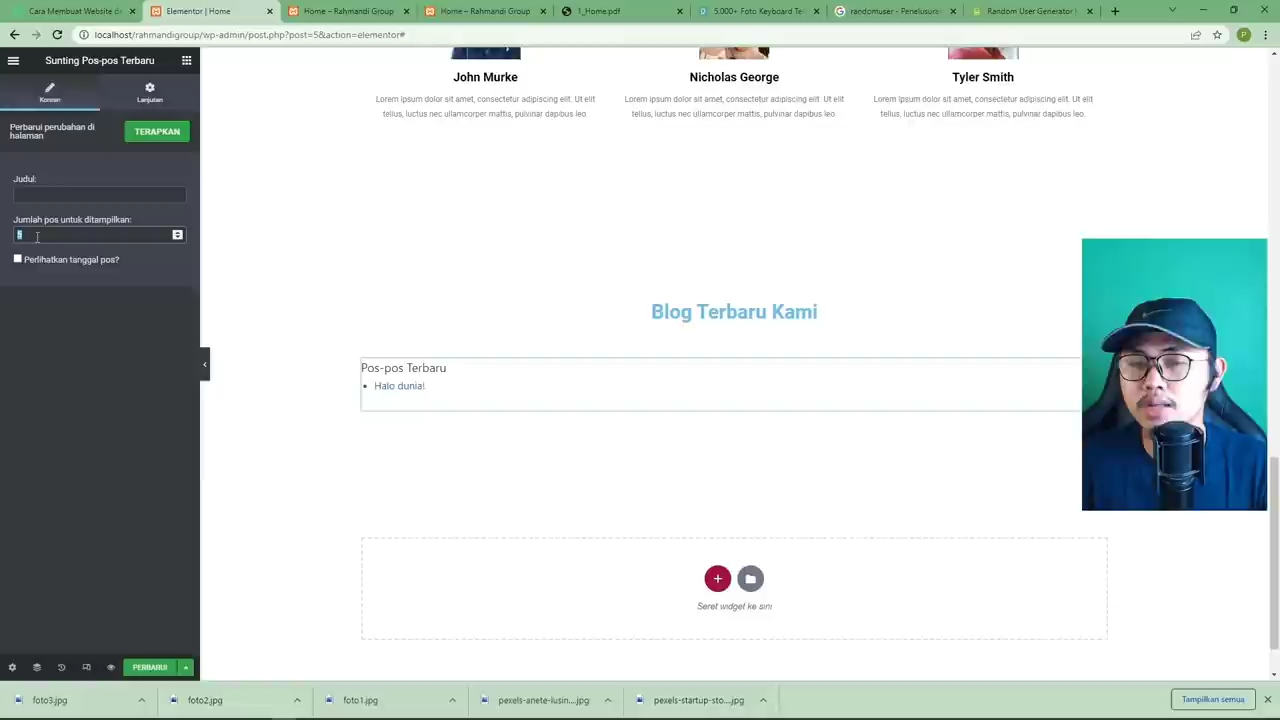 Cara Membuat Website de
Elementor | Home
Home – Rahmandi Group
Home – Rahmandi Group
1_Home.pdf
5.000+ Foto Keyboard Tek
randomuser - Penelusuran
Random User Generator |
localhost/rahmandigroup/wp-admin/post.php?post=5&action=elementor#
P
ing Pos-pos Terbaru
Konten
Lanjutan
Perbarui perubahan di
halaman
TERAPKAN
Judul:
Jumlah pos untuk ditampilkan:
Perlihatkan tanggal pos?
John Murke
Nicholas George
Tyler Smith
Lorem ipsum dolor sit amet, consectetur adipiscing elit. Ut elit
tellus, luctus nec ullamcorper mattis, pulvinar dapibus leo.
Lorem ipsum dolor sit amet, consectetur adipiscing elit. Ut elit
tellus, luctus nec ullamcorper mattis, pulvinar dapibus leo.
Lorem ipsum dolor sit amet, consectetur adipiscing elit. Ut elit
tellus, luctus nec ullamcorper mattis, pulvinar dapibus leo.
Blog Terbaru Kami
Pos-pos Terbaru
Halo dunia!
Seret widget ke sini
PERBARUI
foto3.jpg
foto2.jpg
foto1.jpg
pexels-anete-lusin....jpg
pexels-startup-sto....jpg
Tampilkan semua